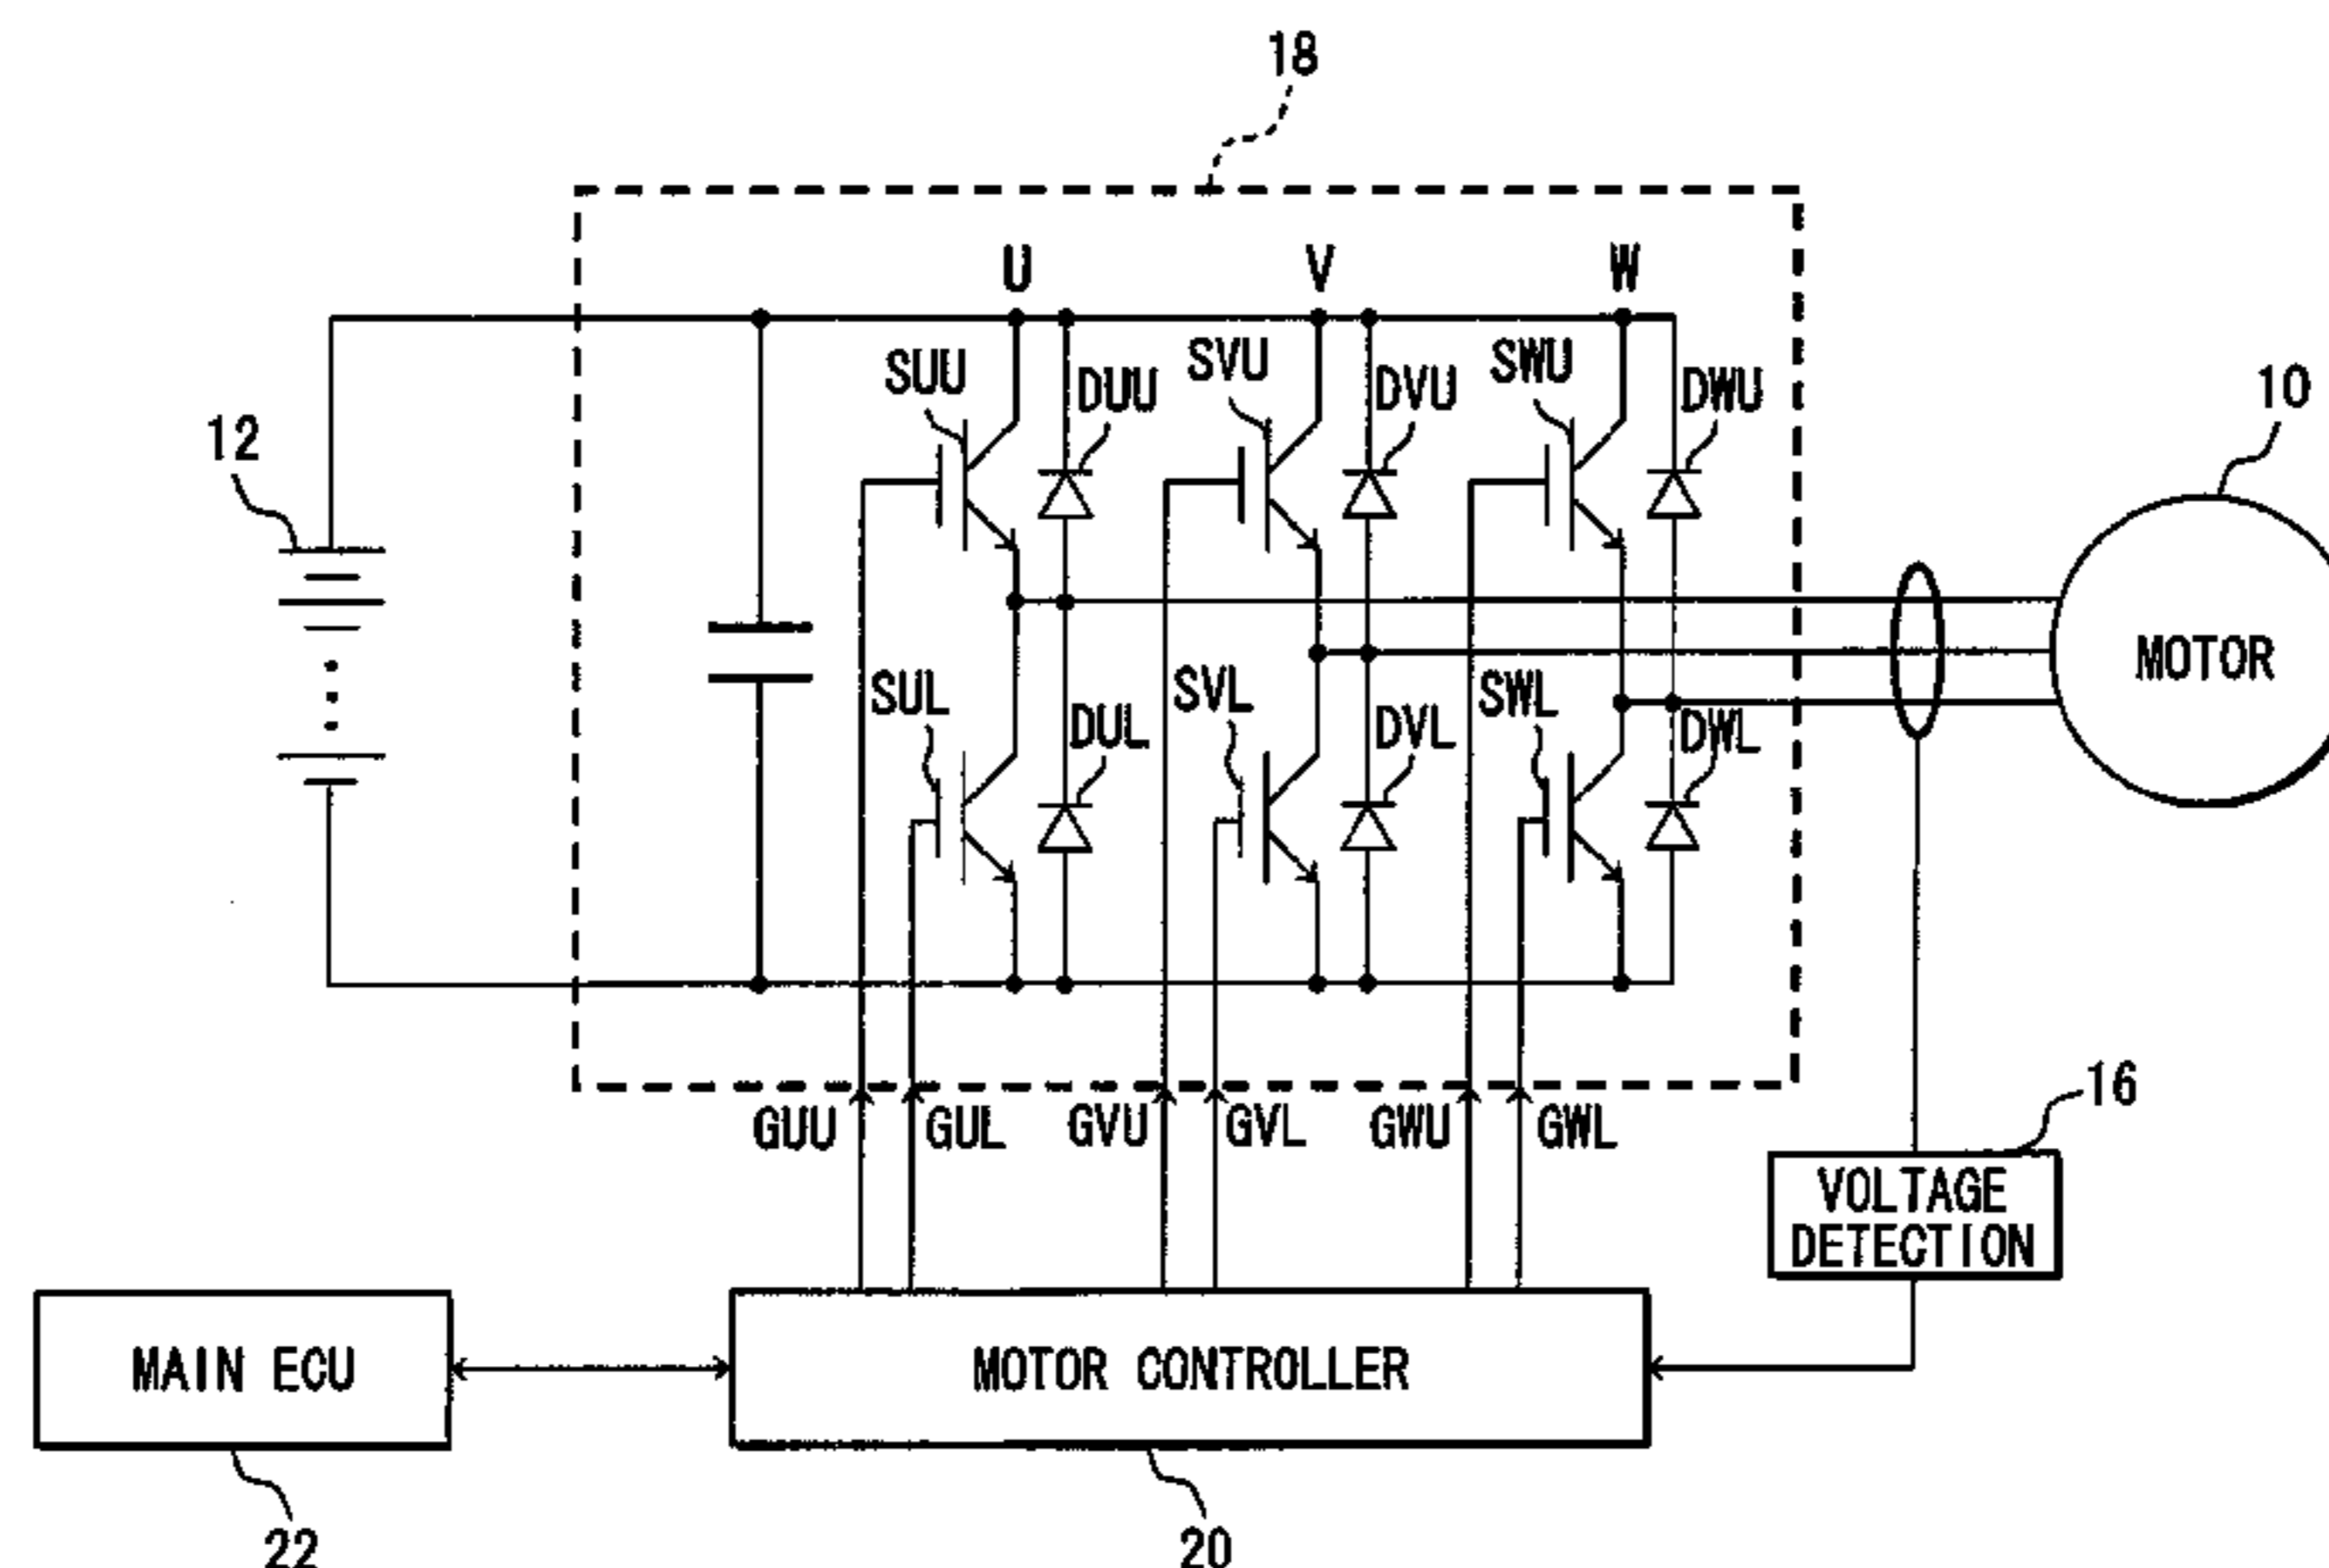 18
U V W
SUU DUU SVU DVU SWU DWU
12
10
MOTOR
SUL DUL SVL DVL SWL DWL
GUU GUL GVU GVL GWU GWL
16
VOLTAGE
DETECTION
MAIN ECU
MOTOR CONTROLLER
22
20